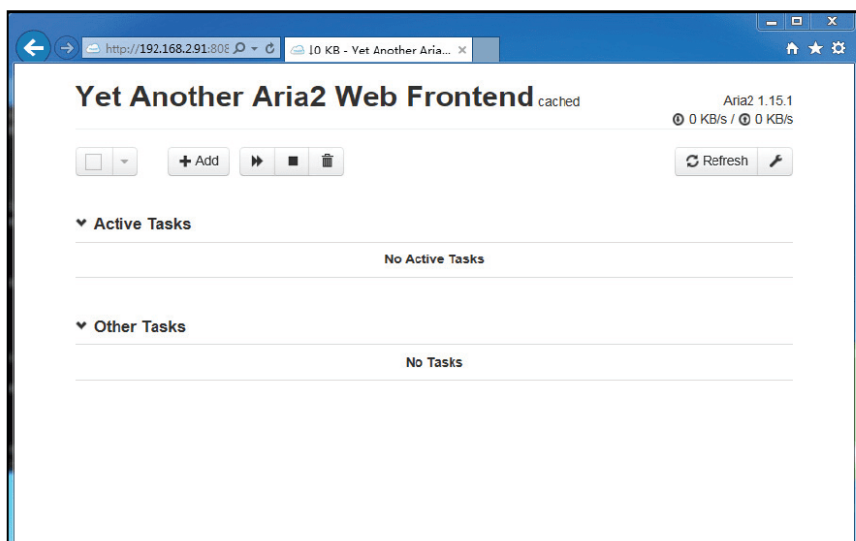 http://192.168.2.91:808
10 KB - Yet Another Aria...
Yet Another Aria2 Web Frontend cached
Aria2 1.15.1
0 KB/s / 0 KB/s
Add
Refresh
Active Tasks
No Active Tasks
Other Tasks
No Tasks